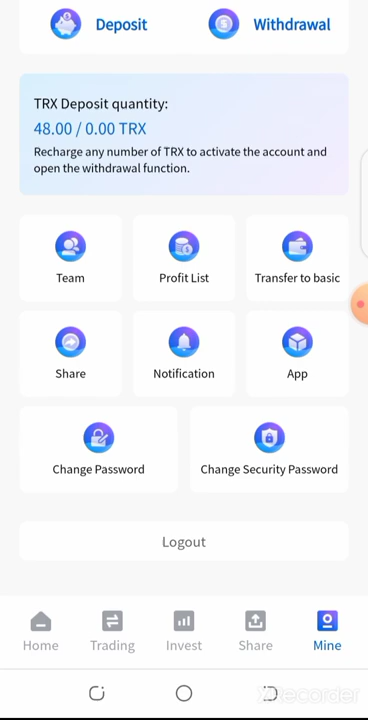 Deposit
Withdrawal
TRX Deposit quantity:
48.00 / 0.00 TRX
Recharge any number of TRX to activate the account and
open the withdrawal function.
Team
Profit List
Transfer to basic
Share
Notification
App
Change Password
Change Security Password
Logout
Home
Trading
Invest
Share
Mine
XRecorder